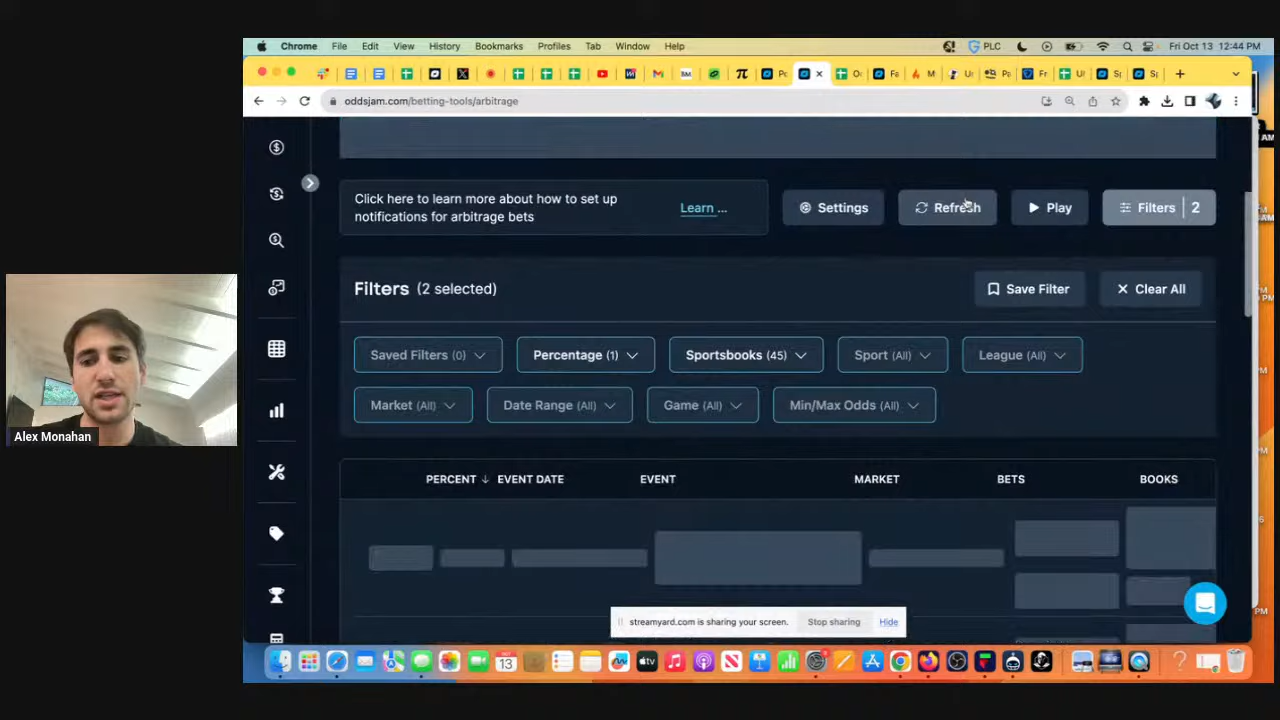 Chrome File Edit View History Bookmarks Profiles Tab Window Help
PLC
Fri Oct 13 12:44 PM
oddsjam.com/betting-tools/arbitrage
Click here to learn more about how to set up
notifications for arbitrage bets
Learn ...
Settings
Refresh
Play
Filters 2
Filters (2 selected)
Save Filter
Clear All
Saved Filters (0)
Percentage (1)
Sportsbooks (45)
Sport (All)
League (All)
Market (All)
Date Range (All)
Game (All)
Min/Max Odds (All)
PERCENT EVENT DATE EVENT MARKET BETS BOOKS
Alex Monahan
streamyard.com is sharing your screen.
Stop sharing
Hide